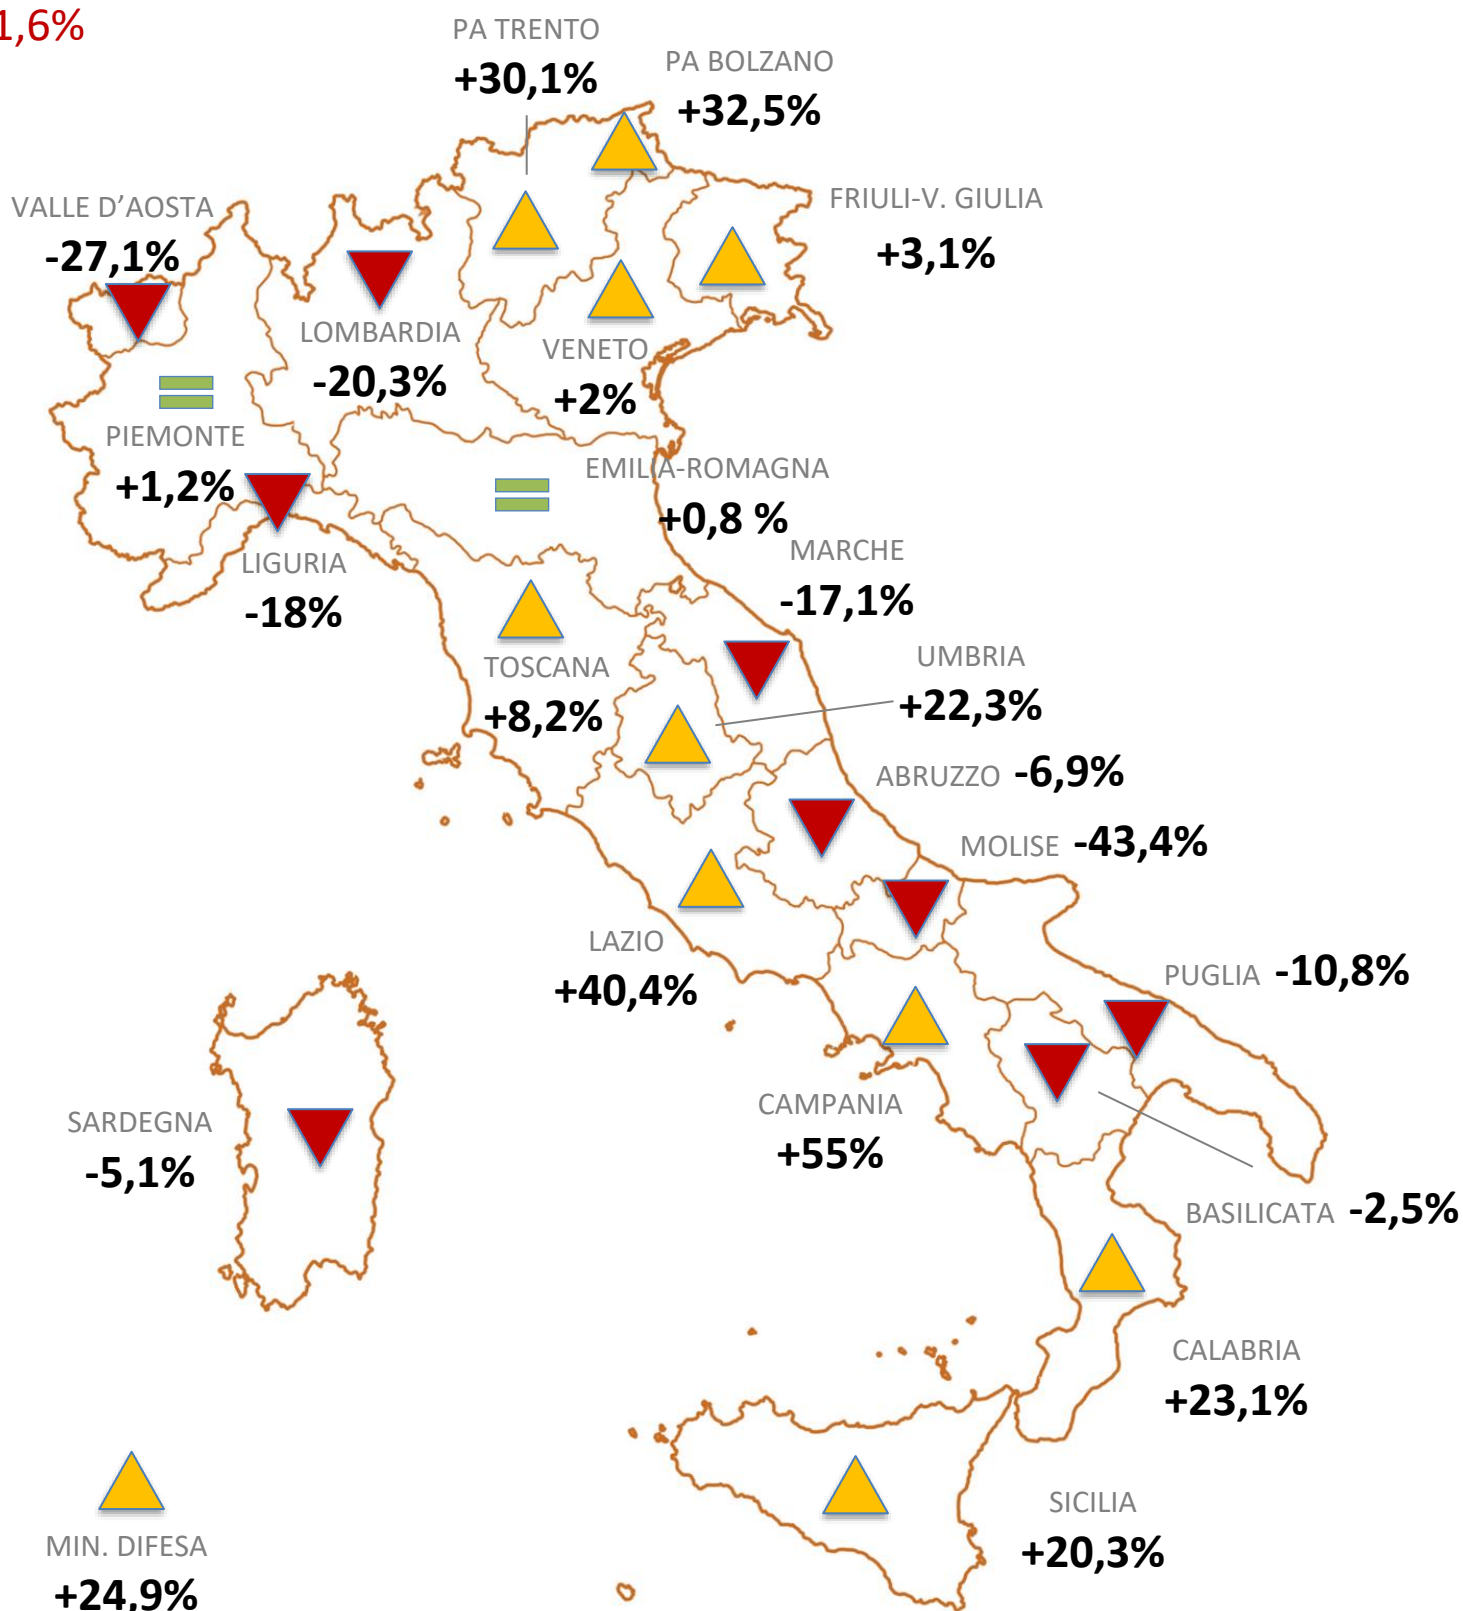 1,6%
PA TRENTO
+30,1%
PA BOLZANO
+32,5%
VALLE D’AOSTA
-27,1%
FRIULI-V. GIULIA
+3,1%
LOMBARDIA
-20,3%
VENETO
+2%
PIEMONTE
+1,2%
EMILIA-ROMAGNA
+0,8 %
LIGURIA
-18%
MARCHE
-17,1%
TOSCANA
+8,2%
UMBRIA
+22,3%
ABRUZZO -6,9%
MOLISE -43,4%
LAZIO
+40,4%
PUGLIA -10,8%
CAMPANIA
+55%
SARDEGNA
-5,1%
BASILICATA -2,5%
CALABRIA
+23,1%
SICILIA
+20,3%
MIN. DIFESA
+24,9%